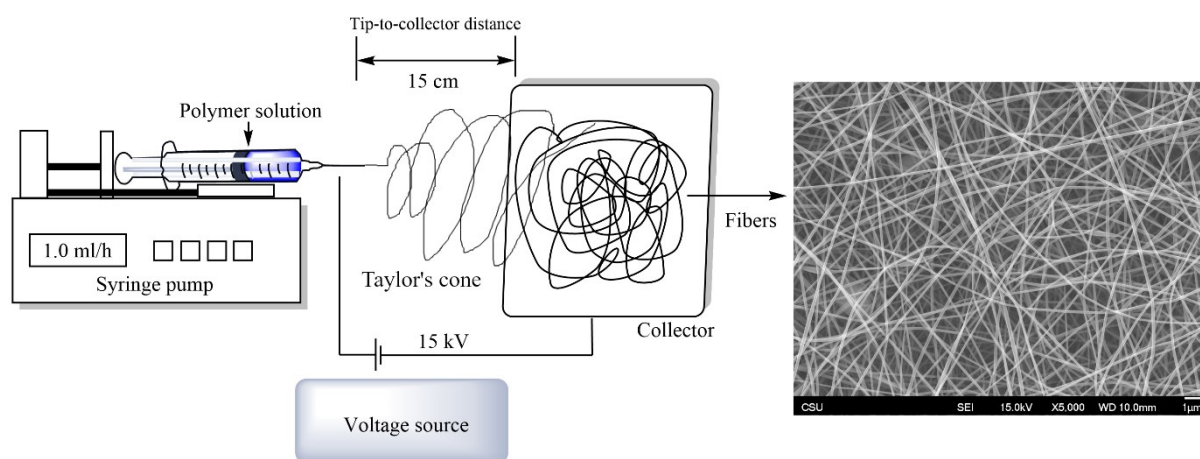 Tip-to-collector distance
15 cm
Polymer solution
1.0 ml/h
Syringe pump
Taylor's cone
Fibers
Collector
15 kV
Voltage source
CSU SEI 15.0kV X5,000 WD 10.0mm 1μm